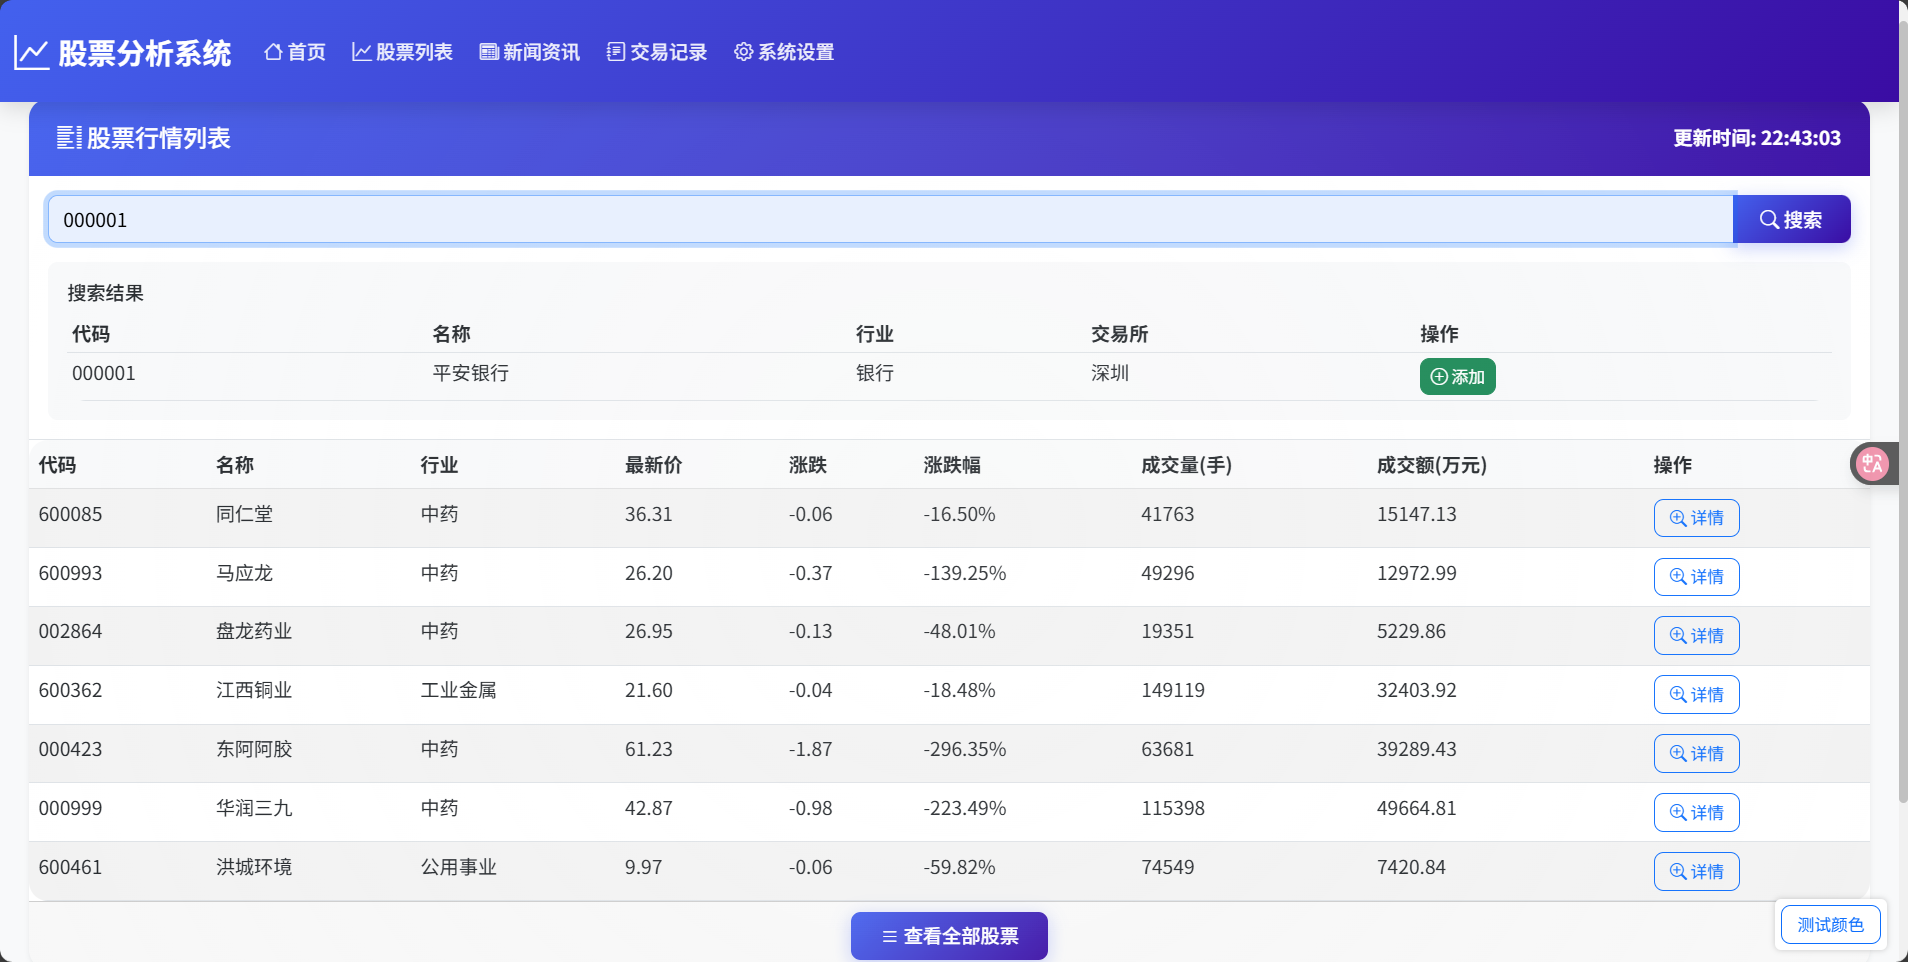 股票分析系统 首页 股票列表 新闻资讯 交易记录 系统设置
股票行情列表 更新时间: 22:43:03
000001 搜索
搜索结果
代码 名称 行业 交易所 操作
000001 平安银行 银行 深圳 添加
代码 名称 行业 最新价 涨跌 涨跌幅 成交量(手) 成交额(万元) 操作
600085 同仁堂 中药 36.31 -0.06 -16.50% 41763 15147.13 详情
600993 马应龙 中药 26.20 -0.37 -139.25% 49296 12972.99 详情
002864 盘龙药业 中药 26.95 -0.13 -48.01% 19351 5229.86 详情
600362 江西铜业 工业金属 21.60 -0.04 -18.48% 149119 32403.92 详情
000423 东阿阿胶 中药 61.23 -1.87 -296.35% 63681 39289.43 详情
000999 华润三九 中药 42.87 -0.98 -223.49% 115398 49664.81 详情
600461 洪城环境 公用事业 9.97 -0.06 -59.82% 74549 7420.84 详情
查看全部股票
测试颜色